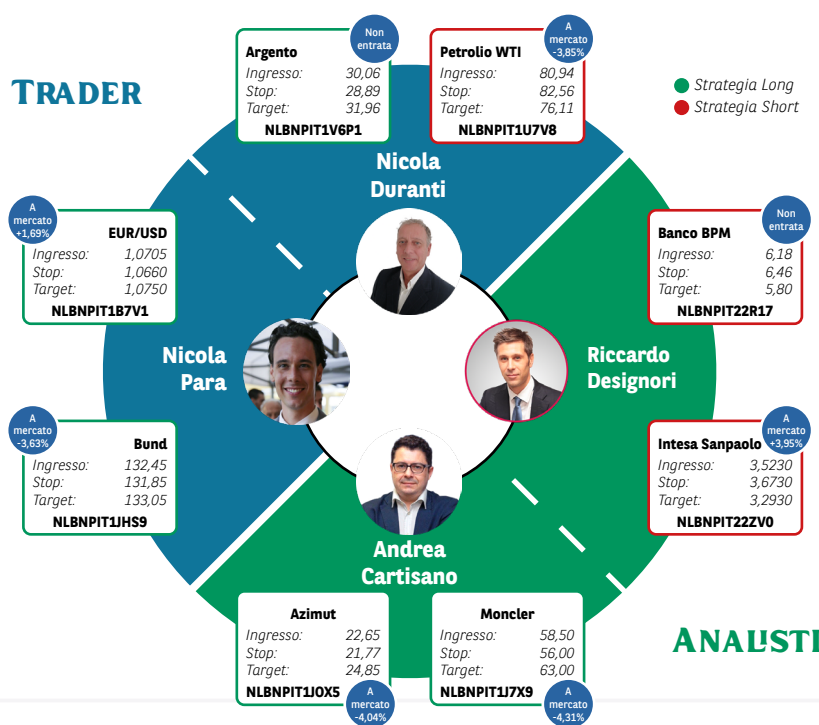 TRADER
Non
entrata
Argento
Ingresso: 30,06
Stop: 28,89
Target: 31,96
NLBNPIT1V6P1
A
mercato
-3,85%
Petrolio WTI
Ingresso: 80,94
Stop: 82,56
Target: 76,11
NLBNPIT1U7V8
Strategia Long
Strategia Short
Nicola
Duranti
A
mercato
+1,69%
EUR/USD
Ingresso: 1,0705
Stop: 1,0660
Target: 1,0750
NLBNPIT1B7V1
Non
entrata
Banco BPM
Ingresso: 6,18
Stop: 6,46
Target: 5,80
NLBNPIT22R17
Nicola
Para
Riccardo
Designori
A
mercato
-3,63%
Bund
Ingresso: 132,45
Stop: 131,85
Target: 133,05
NLBNPIT1JHS9
A
mercato
+3,95%
Intesa Sanpaolo
Ingresso: 3,5230
Stop: 3,6730
Target: 3,2930
NLBNPIT22ZV0
Andrea
Cartisano
Azimut
Ingresso: 22,65
Stop: 21,77
Target: 24,85
NLBNPIT1JOX5
A
mercato
-4,04%
Moncler
Ingresso: 58,50
Stop: 56,00
Target: 63,00
NLBNPIT1J7X9
A
mercato
-4,31%
ANALISTI